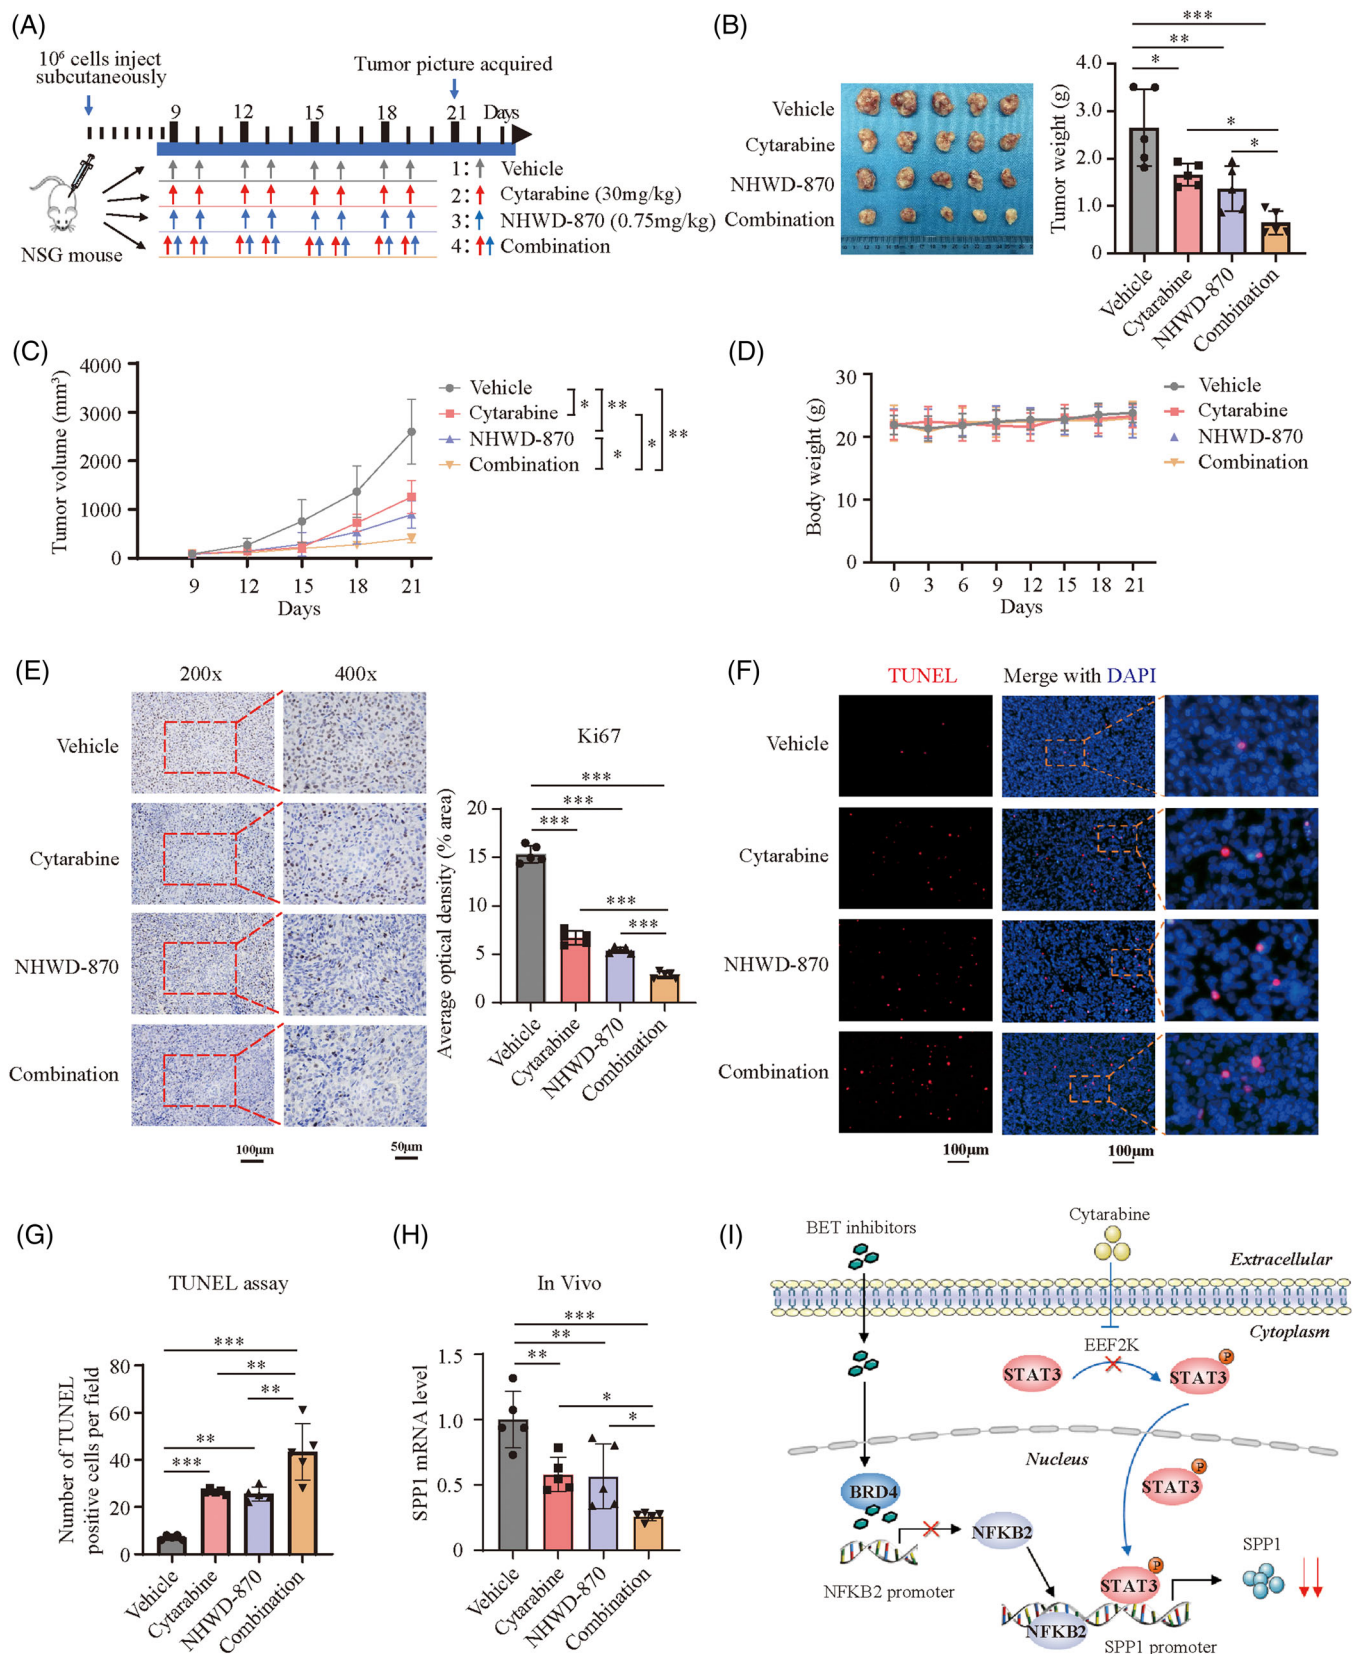 (A)
10⁶ cells inject
subcutaneously
Tumor picture acquired
9 12 15 18 21 Days
1: Vehicle
2: Cytarabine (30mg/kg)
3: NHWD-870 (0.75mg/kg)
4: Combination
NSG mouse
(B)
Vehicle
Cytarabine
NHWD-870
Combination
Tumor weight (g)
4.0
3.0
2.0
1.0
0
***
**
*
*
*
Vehicle
Cytarabine
NHWD-870
Combination
(C)
Tumor volume (mm³)
4000
3000
2000
1000
0
9 12 15 18 21
Days
Vehicle
Cytarabine
NHWD-870
Combination
* ** **
* *
(D)
Body weight (g)
30
20
10
0
0 3 6 9 12 15 18 21
Days
Vehicle
Cytarabine
NHWD-870
Combination
(E)
200x 400x
Vehicle
Cytarabine
NHWD-870
Combination
100μm 50μm
Ki67
Average optical density (% area)
20
15
10
5
0
***
***
***
***
***
Vehicle
Cytarabine
NHWD-870
Combination
(F)
TUNEL Merge with DAPI
Vehicle
Cytarabine
NHWD-870
Combination
100μm 100μm
(G)
TUNEL assay
Number of TUNEL
positive cells per field
80
60
40
20
0
***
**
**
**
***
Vehicle
Cytarabine
NHWD-870
Combination
(H)
In Vivo
SPP1 mRNA level
1.5
1.0
0.5
0
***
**
**
*
*
Vehicle
Cytarabine
NHWD-870
Combination
(I)
BET inhibitors
Cytarabine
Extracellular
Cytoplasm
EEF2K
STAT3
P
STAT3
Nucleus
P
STAT3
BRD4
NFKB2
NFKB2 promoter
P
STAT3
NFKB2
SPP1
SPP1 promoter